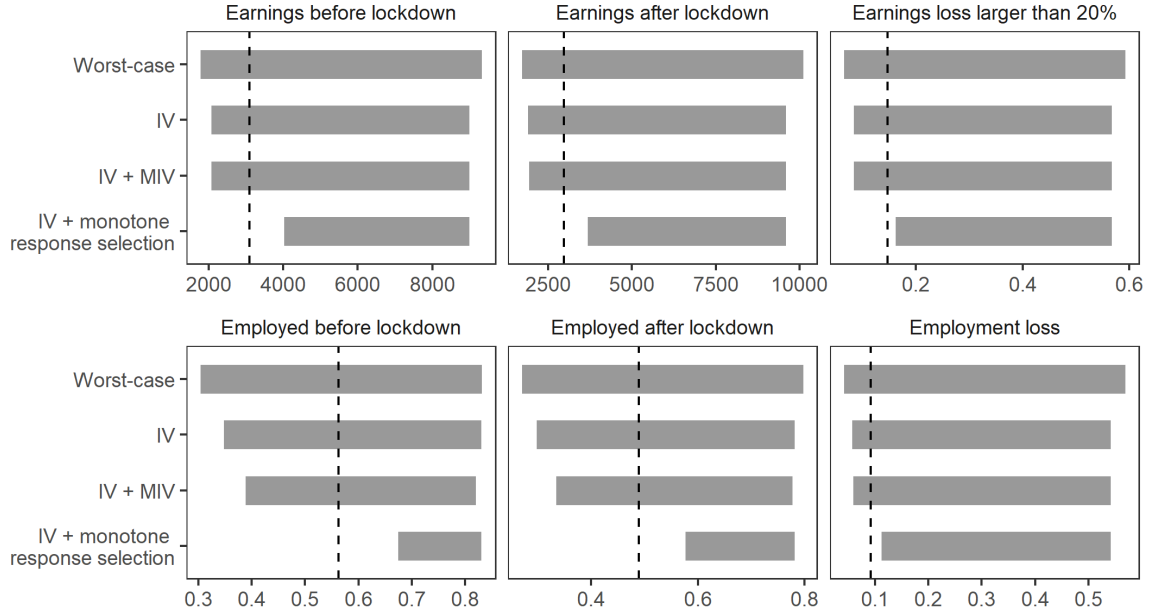 Earnings before lockdown
Earnings after lockdown
Earnings loss larger than 20%
Worst-case
IV
IV + MIV
IV + monotone
response selection
2000 4000 6000 8000
2500 5000 7500 10000
0.2 0.4 0.6
Employed before lockdown
Employed after lockdown
Employment loss
Worst-case
IV
IV + MIV
IV + monotone
response selection
0.3 0.4 0.5 0.6 0.7 0.8
0.4 0.6 0.8
0.1 0.2 0.3 0.4 0.5